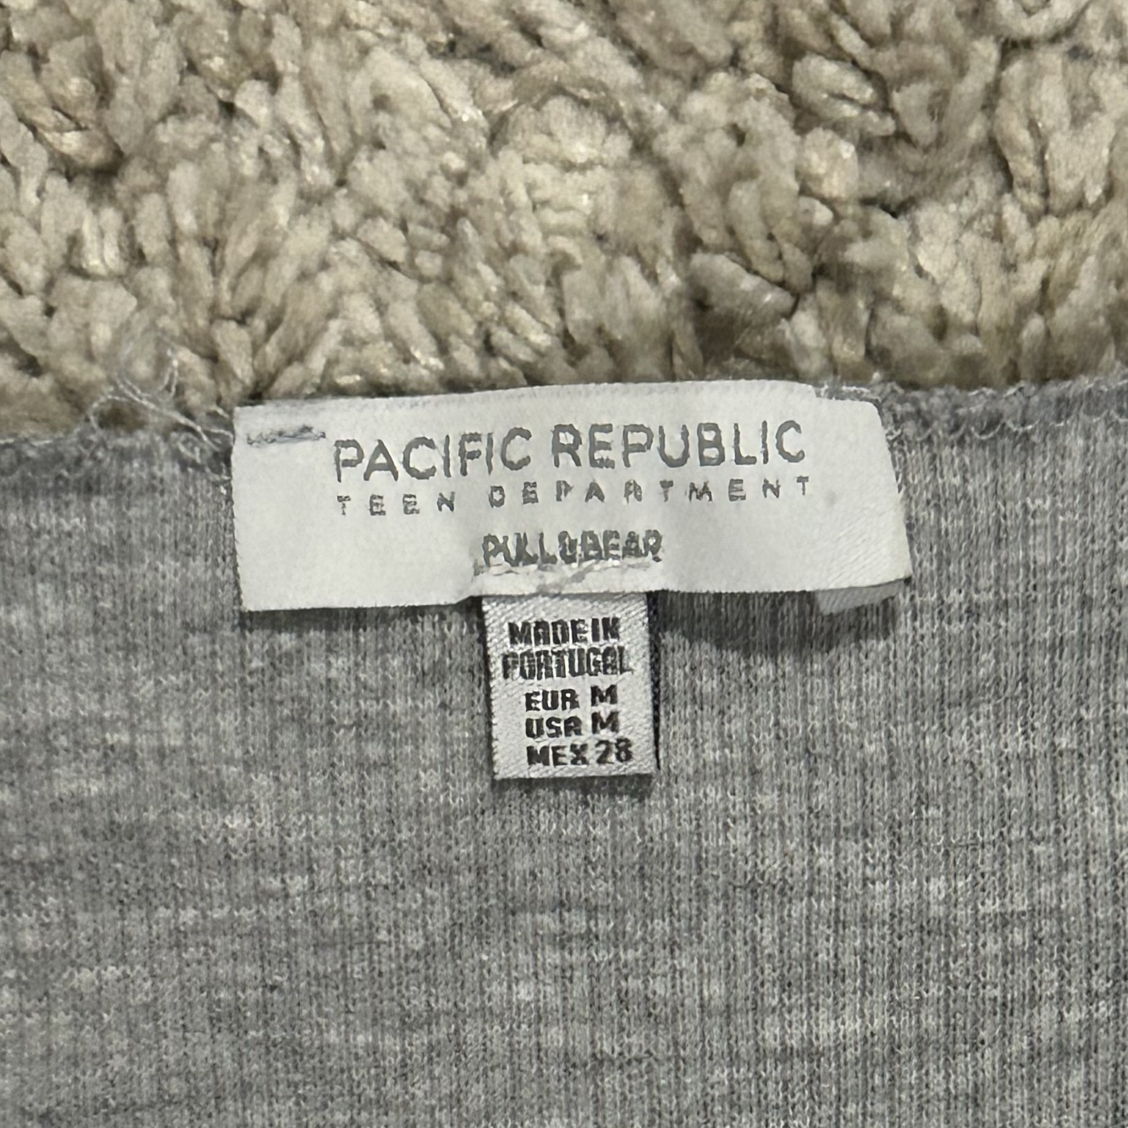 PACIFIC REPUBLIC
TEEN DEPARTMENT
PULL&BEAR
MADE IN
PORTUGAL
EUR M
USA M
MEX 28